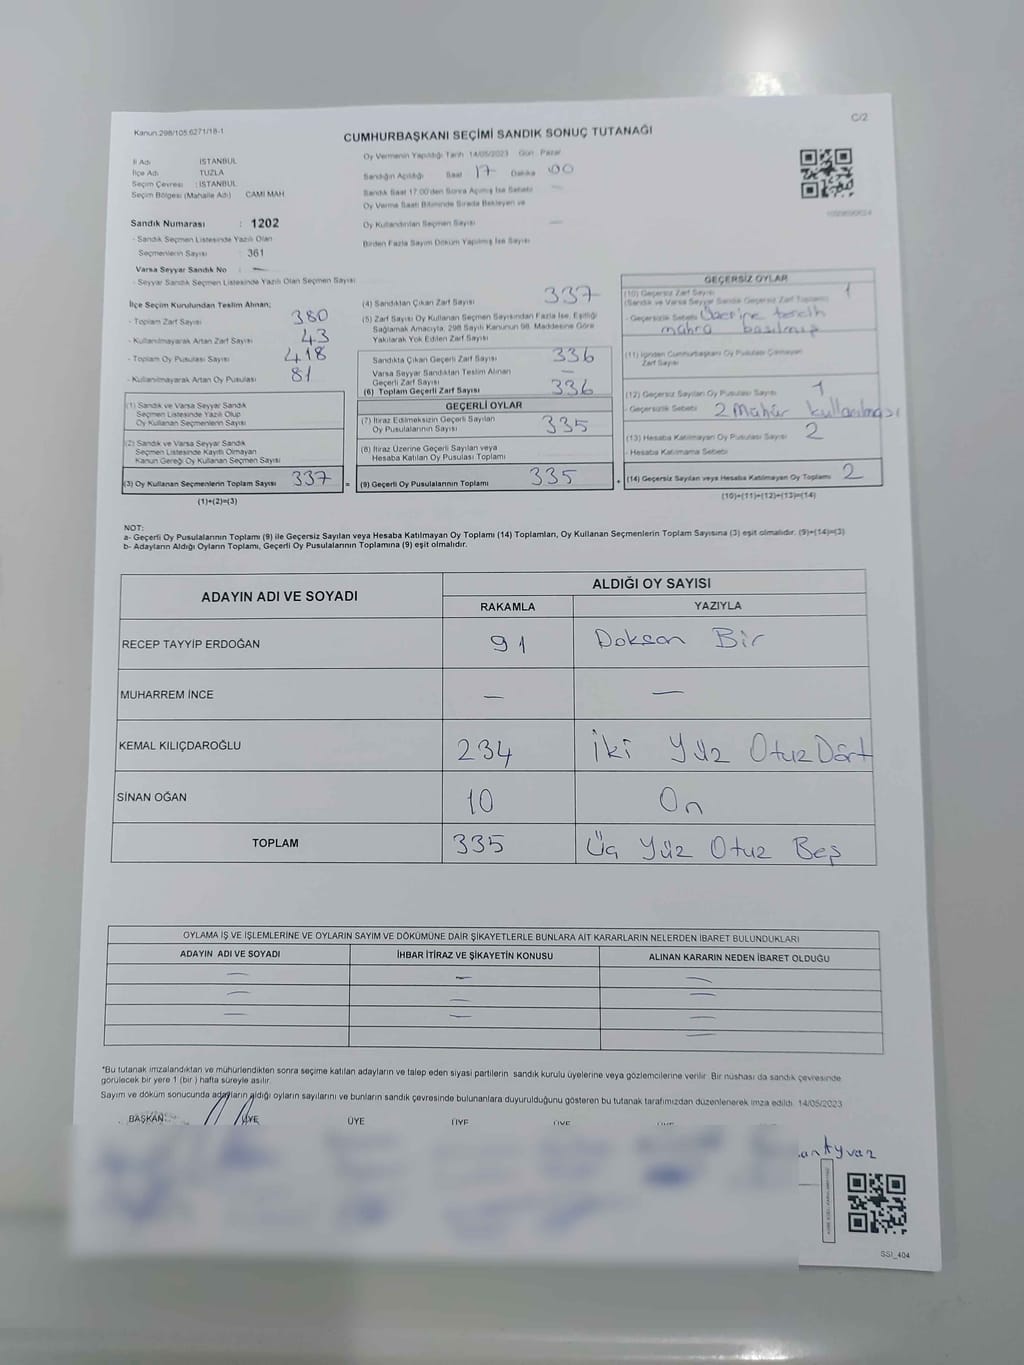 Kanun.298/105.6271/18-1
C/2
CUMHURBAŞKANI SEÇİMİ SANDIK SONUÇ TUTANAĞI
İl Adı İSTANBUL
İlçe Adı TUZLA
Seçim Çevresi : İSTANBUL
Seçim Bölgesi (Mahalle Adı) CAMİ MAH
Sandık Numarası : 1202
- Sandık Seçmen Listesinde Yazılı Olan
Seçmenlerin Sayısı : 361
Varsa Seyyar Sandık No : —
- Seyyar Sandık Seçmen Listesinde Yazılı Olan Seçmen Sayısı
Oy Vermenin Yapıldığı Tarih 14/05/2023 Gün Pazar
Sandığın Açıldığı Saat 17 Dakika 00
Sandık Saat 17:00'den Sonra Açılmış İse Sebebi —
Oy Verme Saati Bitiminde Sırada Bekleyen ve
Oy Kullandırılan Seçmen Sayısı —
Birden Fazla Sayım Döküm Yapılmış İse Sayısı
İlçe Seçim Kurulundan Teslim Alınan;
- Toplam Zarf Sayısı 380
- Kullanılmayarak Artan Zarf Sayısı 43
- Toplam Oy Pusulası Sayısı 418
- Kullanılmayarak Artan Oy Pusulası 81
(1) Sandık ve Varsa Seyyar Sandık
Seçmen Listesinde Yazılı Olup
Oy Kullanan Seçmen Sayısı
(2) Sandık ve Varsa Seyyar Sandık
Seçmen Listesinde Kayıtlı Olmayan
Kanun Gereği Oy Kullanan Seçmen Sayısı
(3) Oy Kullanan Seçmenlerin Toplam Sayısı 337 =
(1)+(2)=(3)
(4) Sandıktan Çıkan Zarf Sayısı 337
(5) Zarf Sayısı Oy Kullanan Seçmen Sayısından Fazla İse, Eşitliği
Sağlamak Amacıyla, 298 Sayılı Kanunun 98. Maddesine Göre
Yakılarak Yok Edilen Zarf Sayısı
Sandıkta Çıkan Geçerli Zarf Sayısı 336
Varsa Seyyar Sandıktan Teslim Alınan
Geçerli Zarf Sayısı —
(6) Toplam Geçerli Zarf Sayısı 336
GEÇERLİ OYLAR
(7) İtiraz Edilmeksizin Geçerli Sayılan
Oy Pusulalarının Sayısı 335
(8) İtiraz Üzerine Geçerli Sayılan veya
Hesaba Katılan Oy Pusulası Toplamı
(9) Geçerli Oy Pusulalarının Toplamı 335 +
GEÇERSİZ OYLAR
(10) Geçersiz Zarf Sayısı 1
(Sandık ve Varsa Seyyar Sandık Geçersiz Zarf Toplamı)
- Geçersizlik Sebebi Üzerine tercih
mührü basılmış
(11) İçinden Cumhurbaşkanı Oy Pusulası Çıkmayan
Zarf Sayısı
(12) Geçersiz Sayılan Oy Pusulası Sayısı 1
- Geçersizlik Sebebi 2 Mühür kullanılması
(13) Hesaba Katılmayan Oy Pusulası Sayısı 2
- Hesaba Katılmama Sebebi
(14) Geçersiz Sayılan veya Hesaba Katılmayan Oy Toplamı 2
(10)+(11)+(12)+(13)=(14)
NOT:
a- Geçerli Oy Pusulalarının Toplamı (9) ile Geçersiz Sayılan veya Hesaba Katılmayan Oy Toplamı (14) Toplamları, Oy Kullanan Seçmenlerin Toplam Sayısına (3) eşit olmalıdır. (9)+(14)=(3)
b- Adayların Aldığı Oyların Toplamı, Geçerli Oy Pusulalarının Toplamına (9) eşit olmalıdır.
ADAYIN ADI VE SOYADI
ALDIĞI OY SAYISI
RAKAMLA YAZIYLA
RECEP TAYYİP ERDOĞAN 91 Doksan Bir
MUHARREM İNCE — —
KEMAL KILIÇDAROĞLU 234 İki Yüz Otuz Dört
SİNAN OĞAN 10 On
TOPLAM 335 Üç Yüz Otuz Beş
OYLAMA İŞ VE İŞLEMLERİNE VE OYLARIN SAYIM VE DÖKÜMÜNE DAİR ŞİKAYETLERLE BUNLARA AİT KARARLARIN NELERDEN İBARET BULUNDUKLARI
ADAYIN ADI VE SOYADI İHBAR İTİRAZ VE ŞİKAYETİN KONUSU ALINAN KARARIN NEDEN İBARET OLDUĞU
— — —
— — —
— — —
—
*Bu tutanak imzalandıktan ve mühürlendikten sonra seçime katılan adayların ve talep eden siyasi partilerin sandık kurulu üyelerine veya gözlemcilerine verilir. Bir nüshası da sandık çevresinde
görülecek bir yere 1 (bir) hafta süreyle asılır.
Sayım ve döküm sonucunda adayların aldığı oyların sayılarını ve bunların sandık çevresinde bulunanlara duyurulduğunu gösteren bu tutanak tarafımızdan düzenlenerek imza edildi. 14/05/2023
BAŞKAN ÜYE ÜYE ÜYE ÜYE
SSI_404